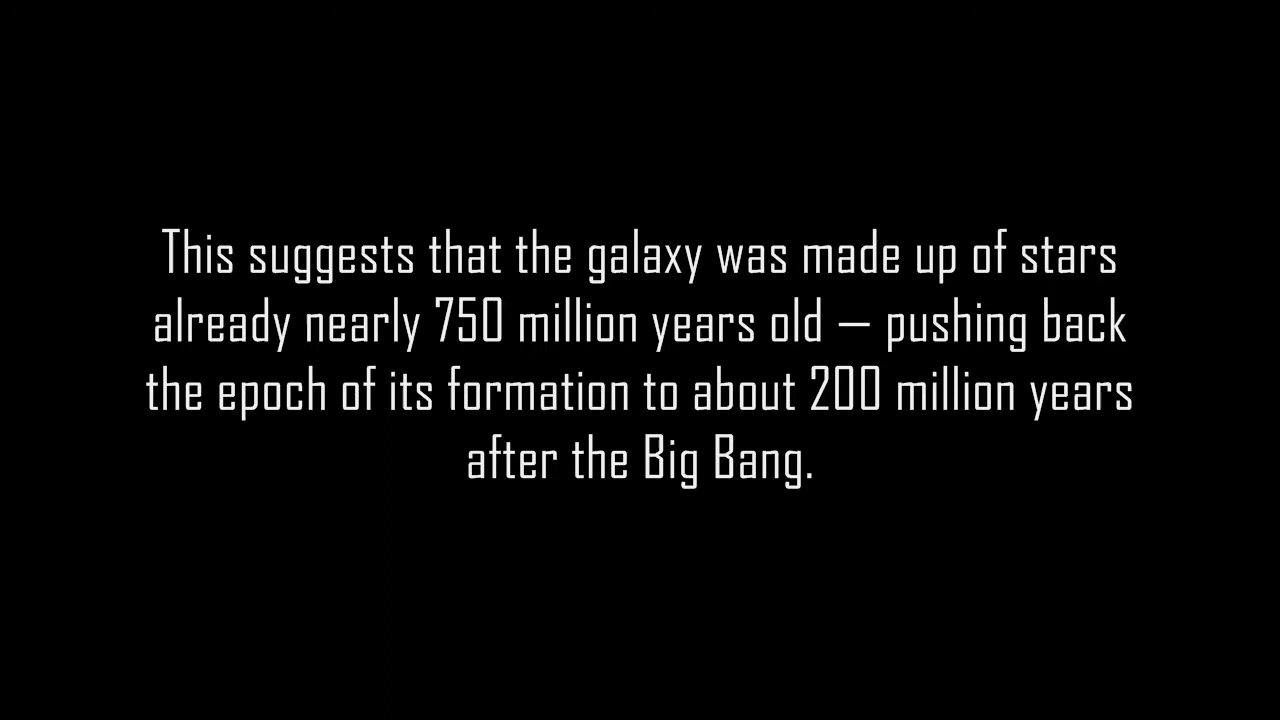 This suggests that the galaxy was made up of stars
already nearly 750 million years old — pushing back
the epoch of its formation to about 200 million years
after the Big Bang.